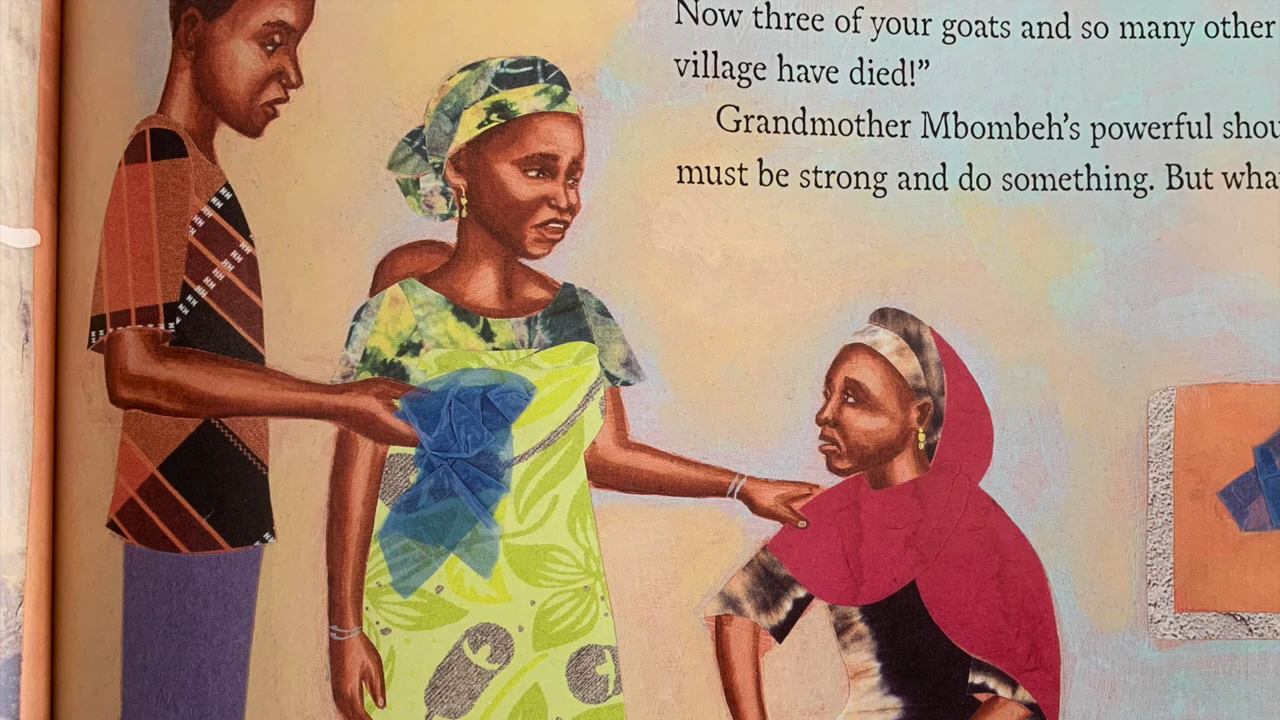 Now three of your goats and so many other
village have died!”
Grandmother Mbombeh’s powerful
must be strong and do something. But